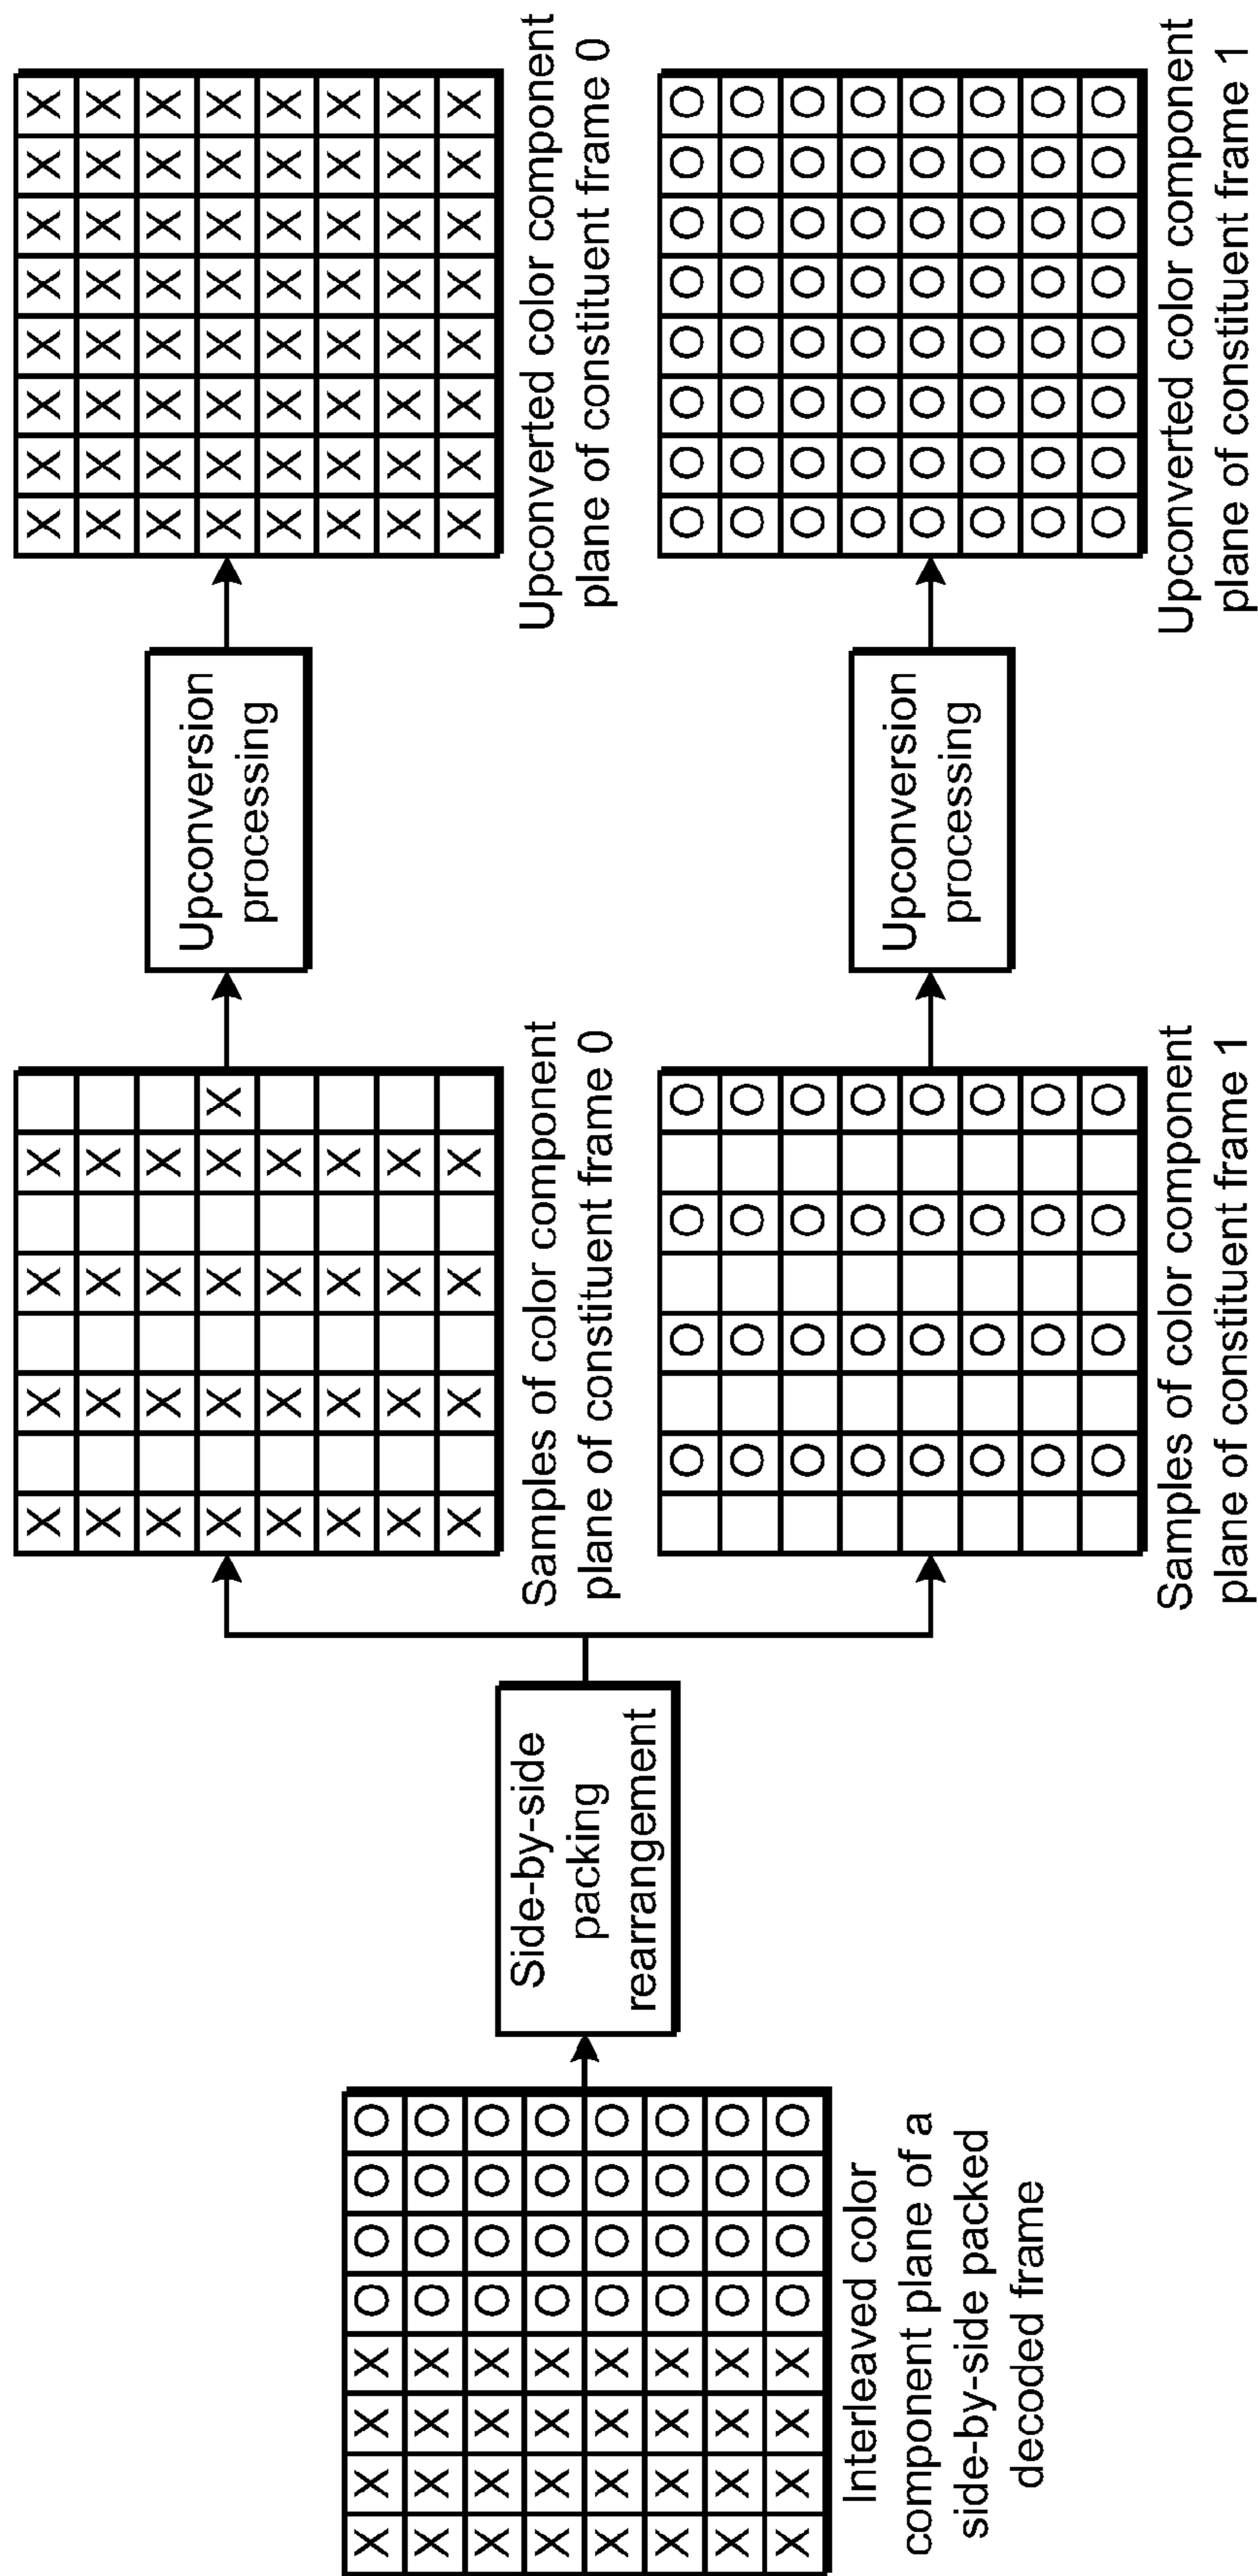 Interleaved color
component plane of a
side-by-side packed
decoded frame
Side-by-side
packing
rearrangement
Samples of color component
plane of constituent frame 0
Upconversion
processing
Upconverted color component
plane of constituent frame 0
Samples of color component
plane of constituent frame 1
Upconversion
processing
Upconverted color component
plane of constituent frame 1